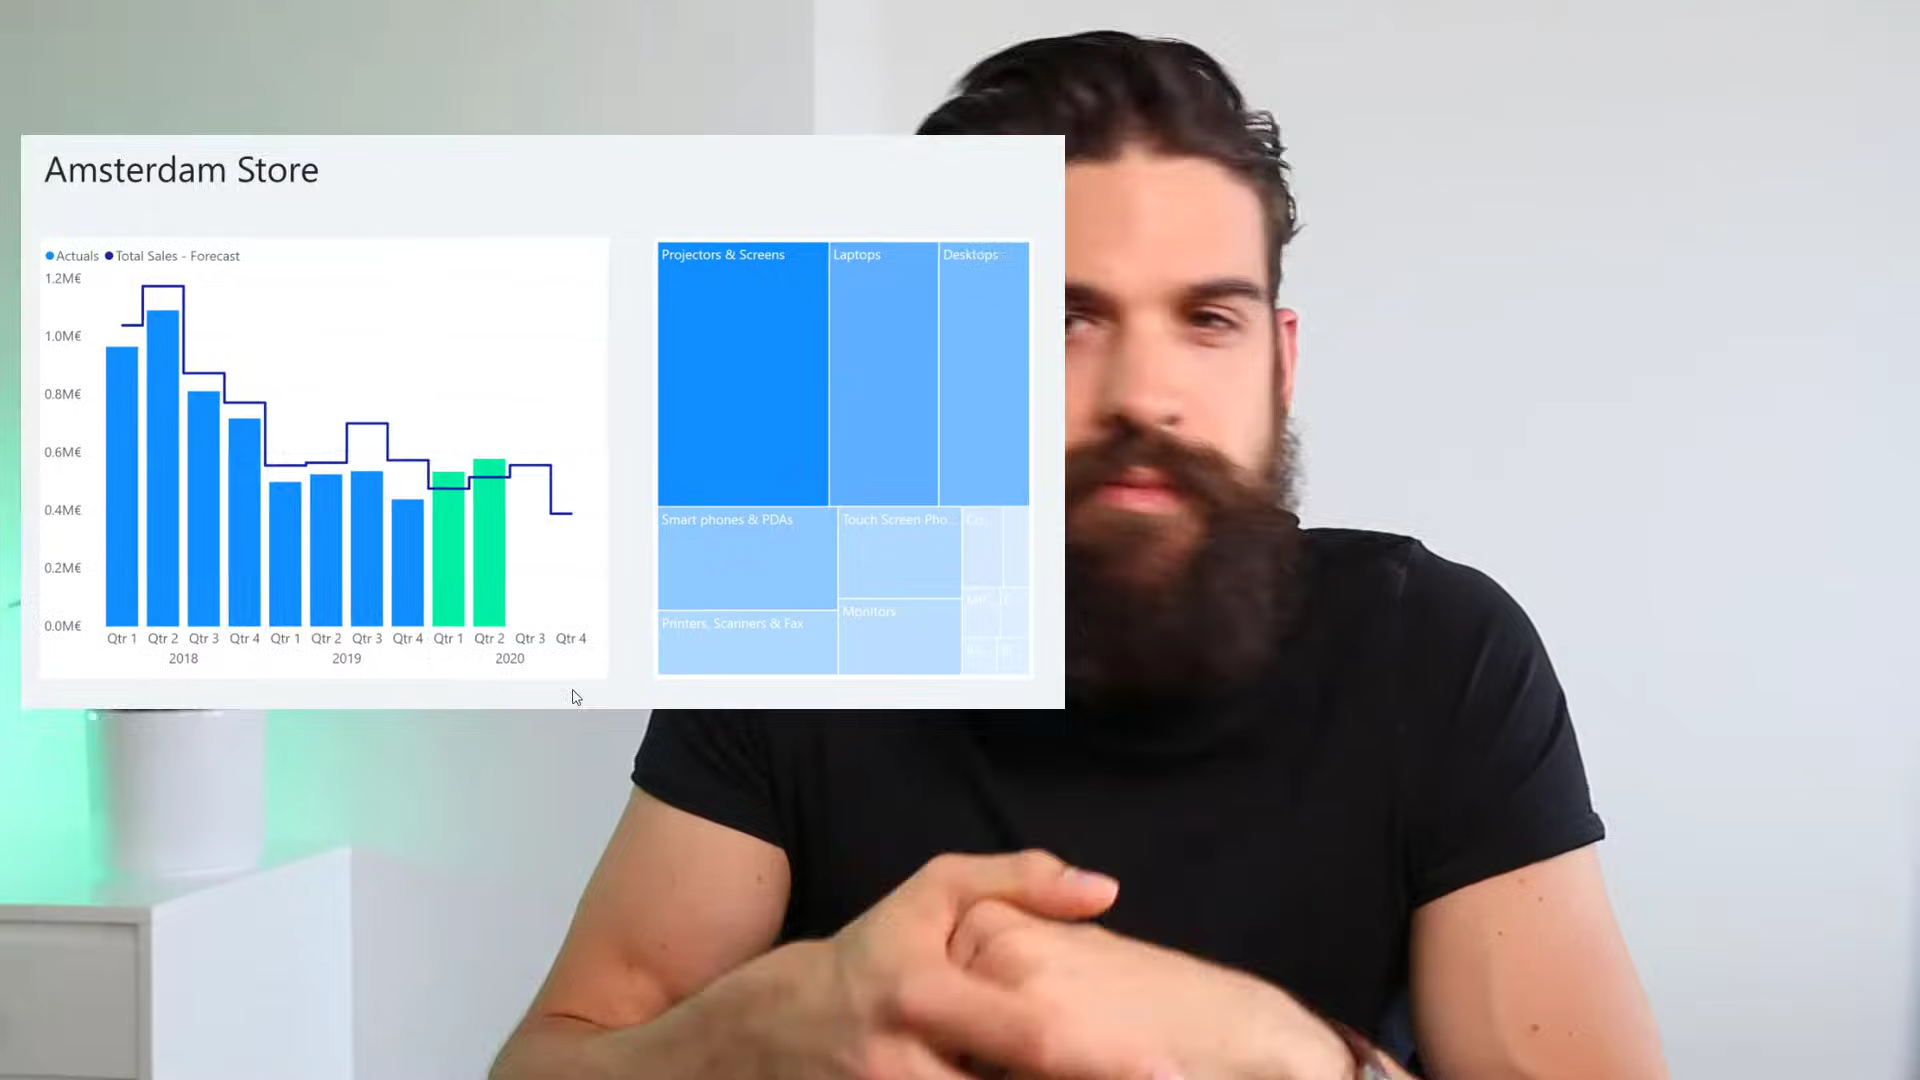 Amsterdam Store
Actuals Total Sales - Forecast
1.2M€
1.0M€
0.8M€
0.6M€
0.4M€
0.2M€
0.0M€
Qtr 1 Qtr 2 Qtr 3 Qtr 4 Qtr 1 Qtr 2 Qtr 3 Qtr 4 Qtr 1 Qtr 2 Qtr 3 Qtr 4
2018 2019 2020
Projectors & Screens Laptops Desktops
Smart phones & PDAs Touch Screen Pho...
Printers, Scanners & Fax Monitors